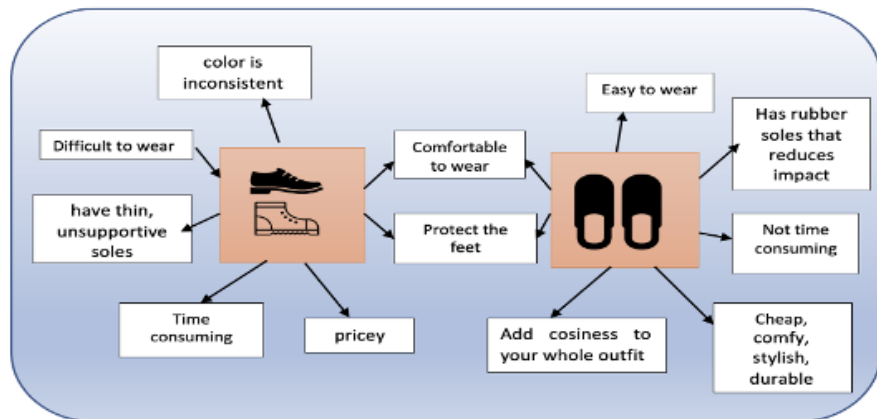 color is
inconsistent
Easy to wear
Has rubber
soles that
reduces
impact
Difficult to wear
Comfortable
to wear
have thin,
unsupportive
soles
Protect the
feet
Not time
consuming
Time
consuming
pricey
Add cosiness to
your whole outfit
Cheap,
comfy,
stylish,
durable